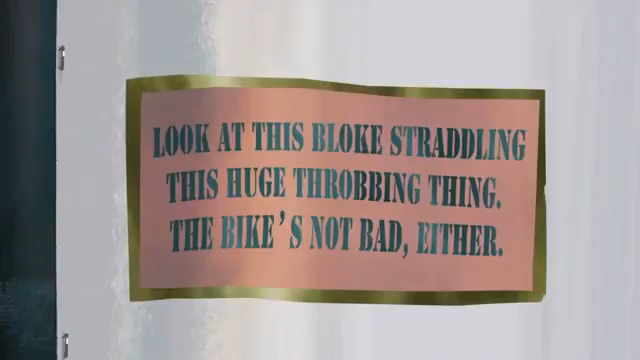 LOOK AT THIS BLOKE STRADDLING
THIS HUGE THROBBING THING.
THE BIKE'S NOT BAD, EITHER.